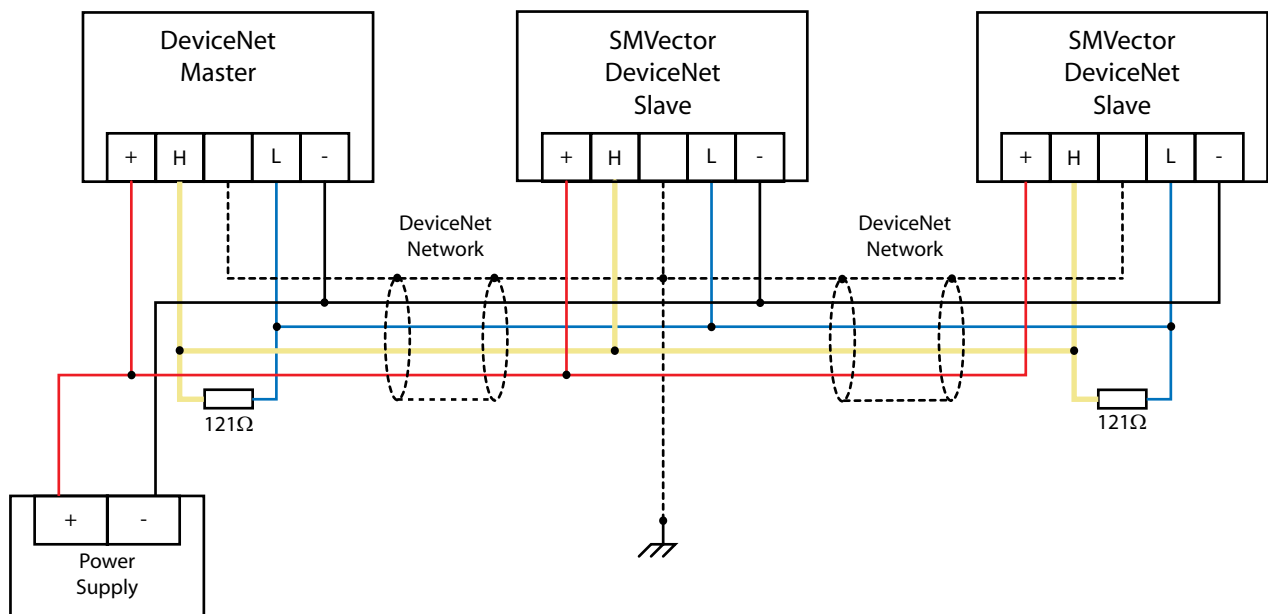 DeviceNet
Master
+ H L -
SMVector
DeviceNet
Slave
+ H L -
SMVector
DeviceNet
Slave
+ H L -
DeviceNet
Network
DeviceNet
Network
121Ω
121Ω
+ -
Power
Supply